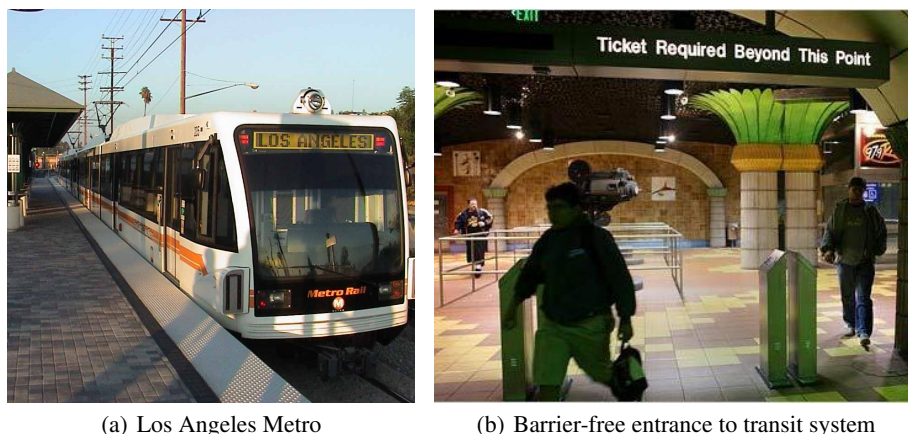 LOS ANGELES
Metro Rail
M
EXIT
Ticket Required Beyond This Point
(a) Los Angeles Metro
(b) Barrier-free entrance to transit system